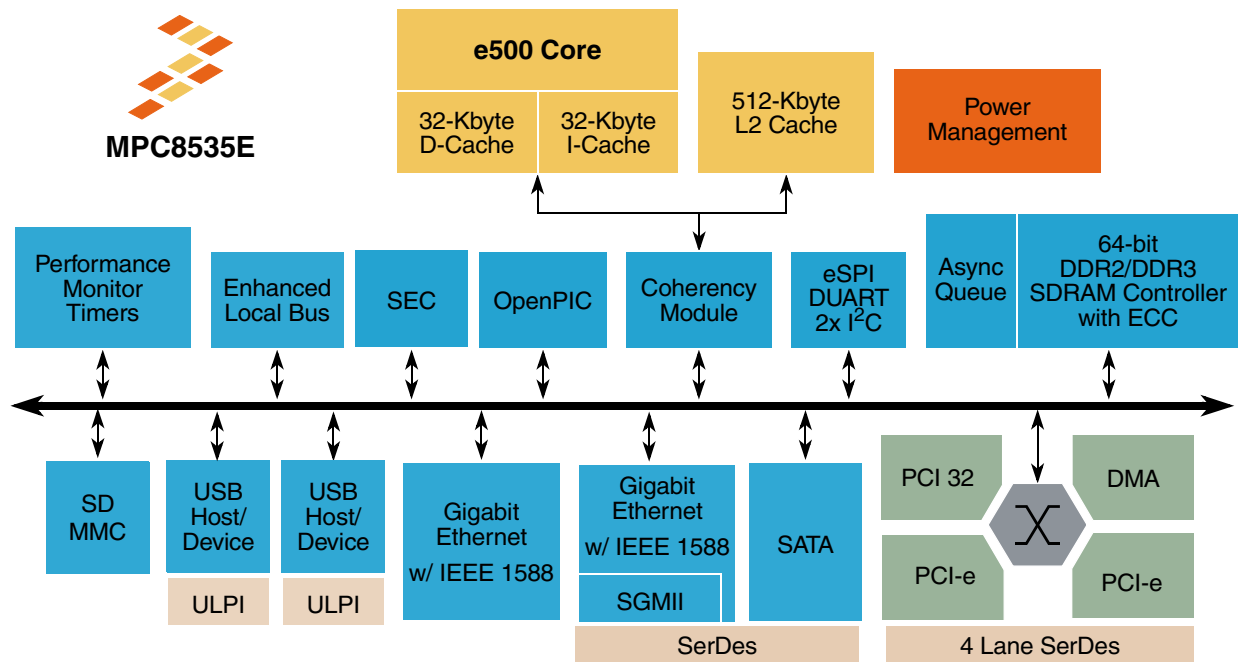 MPC8535E
e500 Core
32-Kbyte
D-Cache
32-Kbyte
I-Cache
512-Kbyte
L2 Cache
Power
Management
Performance
Monitor
Timers
Enhanced
Local Bus
SEC
OpenPIC
Coherency
Module
eSPI
DUART
2x I²C
Async
Queue
64-bit
DDR2/DDR3
SDRAM Controller
with ECC
SD
MMC
USB
Host/
Device
ULPI
USB
Host/
Device
ULPI
Gigabit
Ethernet
w/ IEEE 1588
Gigabit
Ethernet
w/ IEEE 1588
SGMII
SATA
SerDes
PCI 32
DMA
PCI-e
PCI-e
4 Lane SerDes